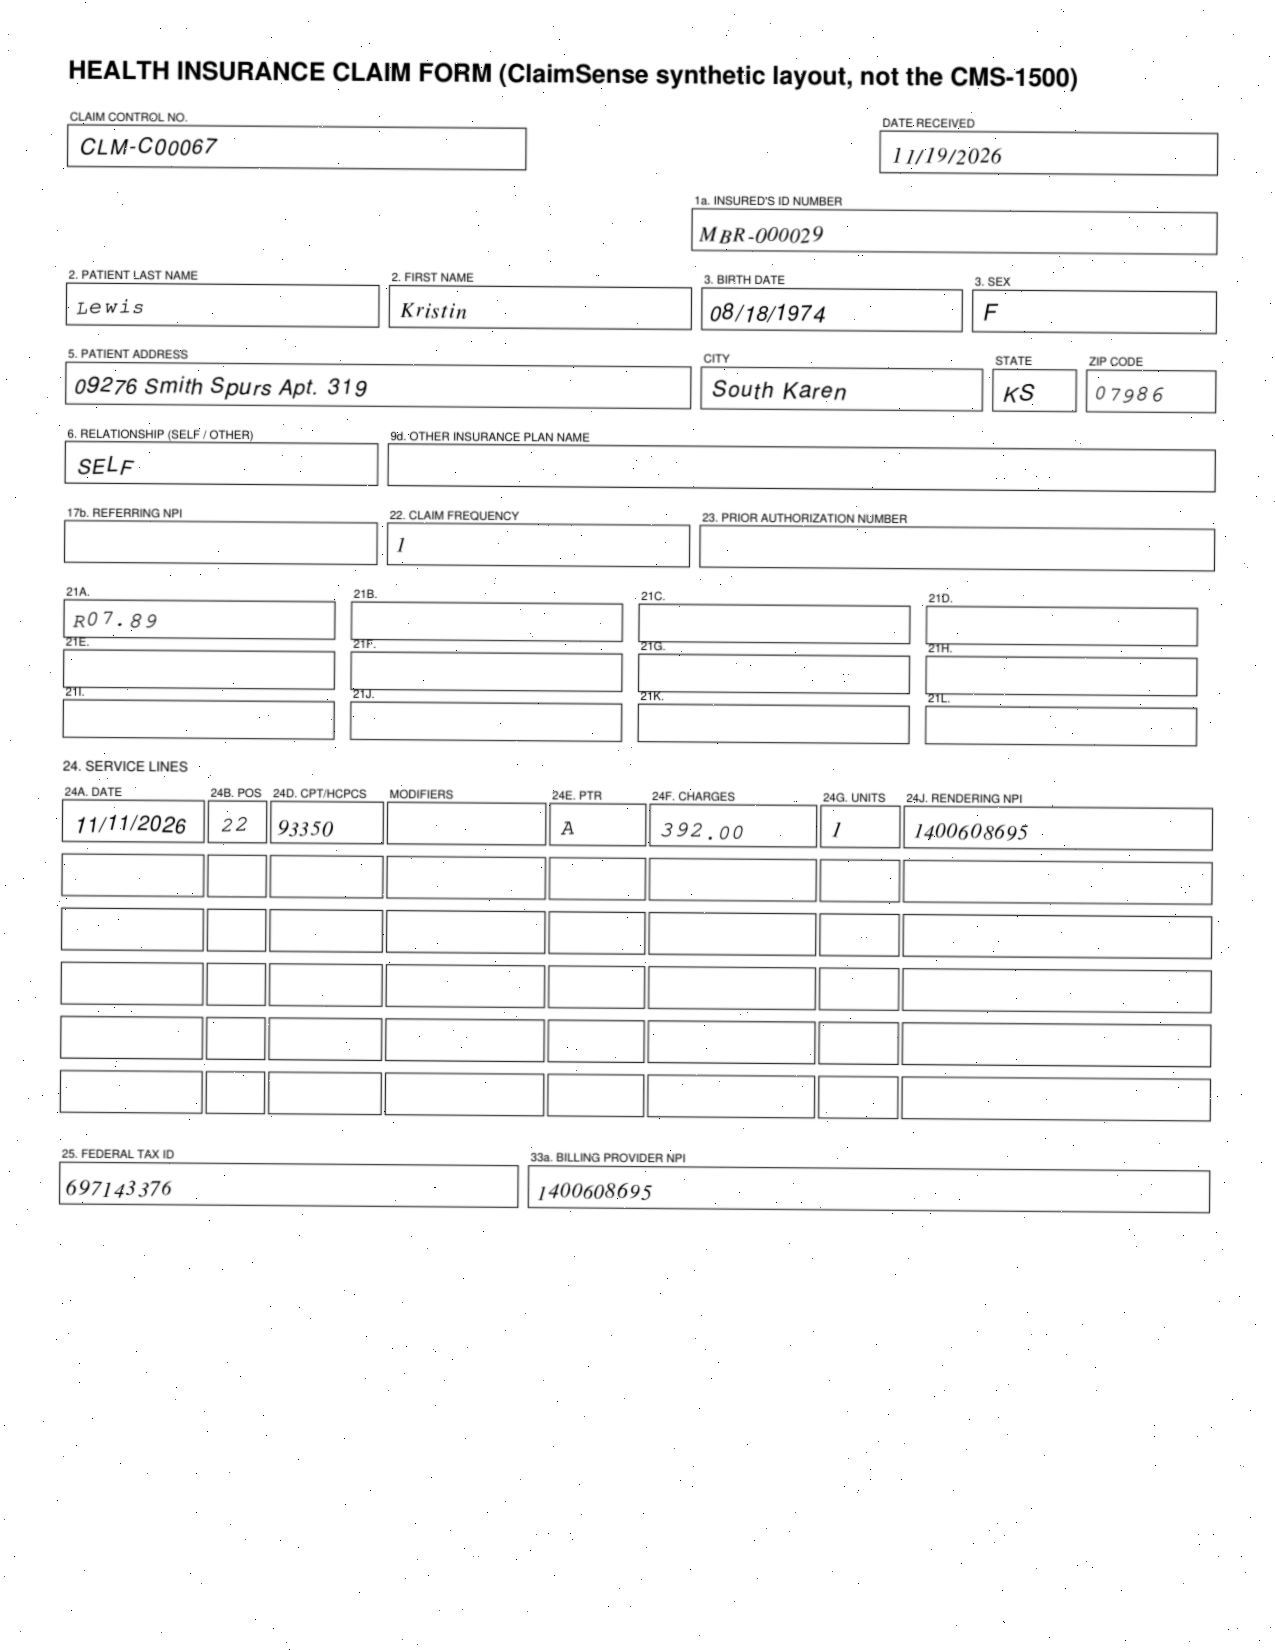 HEALTH INSURANCE CLAIM FORM (ClaimSense synthetic layout, not the CMS-1500)
CLAIM CONTROL NO. DATE RECEIVED
CLM-C00067 11/19/2026
1a. INSURED'S ID NUMBER
MBR-000029
2. PATIENT LAST NAME 2. FIRST NAME 3. BIRTH DATE 3. SEX
Lewis Kristin 08/18/1974 F
5. PATIENT ADDRESS CITY STATE ZIP CODE
09276 Smith Spurs Apt. 319 South Karen KS 07986
6. RELATIONSHIP (SELF / OTHER) 9d. OTHER INSURANCE PLAN NAME
SELF
17b. REFERRING NPI 22. CLAIM FREQUENCY 23. PRIOR AUTHORIZATION NUMBER
1
21A. 21B. 21C. 21D.
R07.89
21E. 21F. 21G. 21H.
21I. 21J. 21K. 21L.
24. SERVICE LINES
24A. DATE 24B. POS 24D. CPT/HCPCS MODIFIERS 24E. PTR 24F. CHARGES 24G. UNITS 24J. RENDERING NPI
11/11/2026 22 93350 A 392.00 1 1400608695
25. FEDERAL TAX ID 33a. BILLING PROVIDER NPI
697143376 1400608695